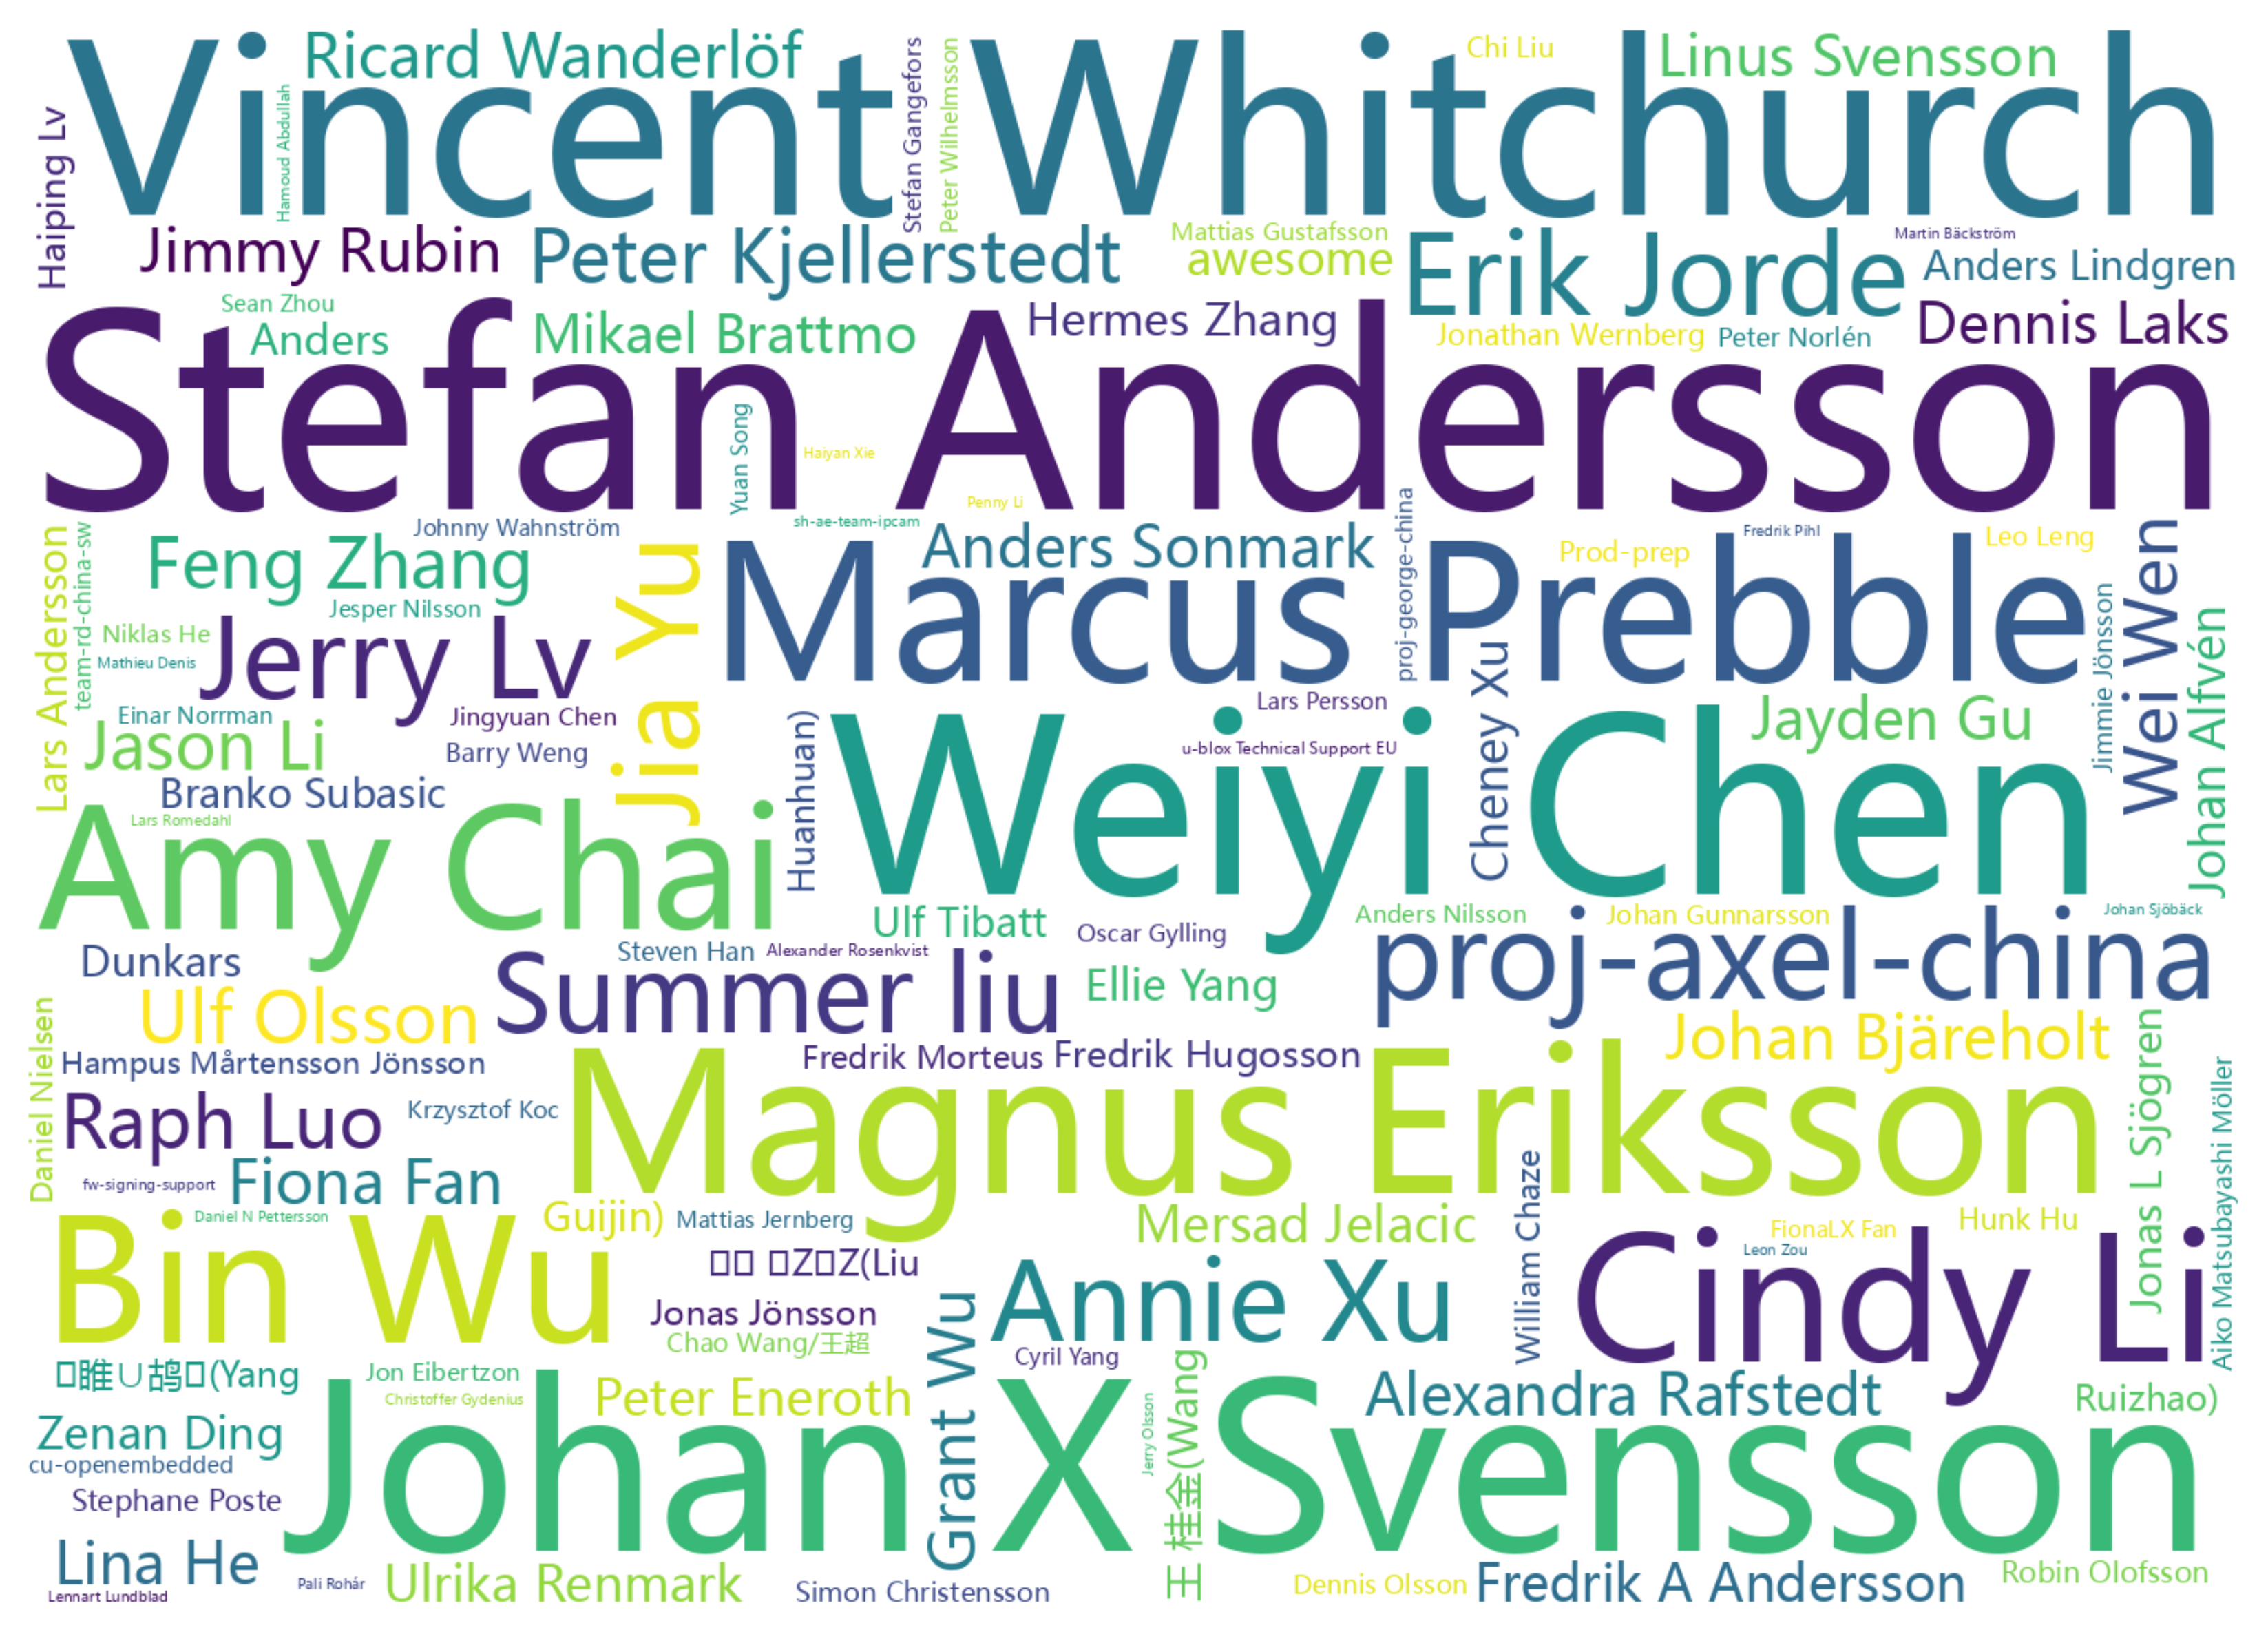 Vincent Whitchurch
Ricard Wanderlöf
Chi Liu
Linus Svensson
Haiping Lv
Hamoud Abdullah
Stefan Gangefors
Peter Wilhelmsson
Jimmy Rubin
Peter Kjellerstedt
Mattias Gustafsson
awesome
Erik Jorde
Martin Bäckström
Anders Lindgren
Sean Zhou
Anders
Mikael Brattmo
Hermes Zhang
Jonathan Wernberg
Peter Norlén
Dennis Laks
Stefan Andersson
Yuan Song
Haiyan Xie
Penny Li
sh-ae-team-ipcam
proj-george-china
Lars Andersson
team-rd-china-sw
Johnny Wahnström
Feng Zhang
Jesper Nilsson
Anders Sonmark
Prod-prep
Fredrik Pihl
Leo Leng
Marcus Prebble
Wei Wen
Niklas He
Mathieu Denis
Jerry Lv
Jia Yu
Cheney Xu
Jimmie Jönsson
Johan Alfvén
Einar Norrman
Jingyuan Chen
Jason Li
Barry Weng
Branko Subasic
Lars Persson
u-blox Technical Support EU
Jayden Gu
Huanhuan)
Weiyi Chen
Lars Romedahl
Amy Chai
Ulf Tibatt
Oscar Gylling
Anders Nilsson
Johan Gunnarsson
Johan Sjöbäck
Dunkars
Steven Han
Alexander Rosenkvist
Summer liu
Ellie Yang
proj-axel-china
Ulf Olsson
Daniel Nielsen
Hampus Mårtensson Jönsson
Fredrik Morteus
Fredrik Hugosson
Johan Bjäreholt
Jonas L Sjögren
Aiko Matsubayashi Möller
Raph Luo
Krzysztof Koc
Magnus Eriksson
fw-signing-support
Fiona Fan
Daniel N Pettersson
Guijin)
Mattias Jernberg
Mersad Jelacic
William Chaze
FionaLX Fan
Hunk Hu
Leon Zou
Bin Wu
Z Z(Liu
Jonas Jönsson
Chao Wang/王超
Grant Wu
Annie Xu
Cindy Li
睢∪鸪(Yang
Jon Eibertzon
Christoffer Gydenius
Peter Eneroth
Cyril Yang
Jerry Olsson
王 桂金(Wang
Alexandra Rafstedt
Ruizhao)
Zenan Ding
cu-openembedded
Stephane Poste
Johan X Svensson
Lina He
Lennart Lundblad
Pali Rohár
Ulrika Renmark
Simon Christensson
Dennis Olsson
Fredrik A Andersson
Robin Olofsson